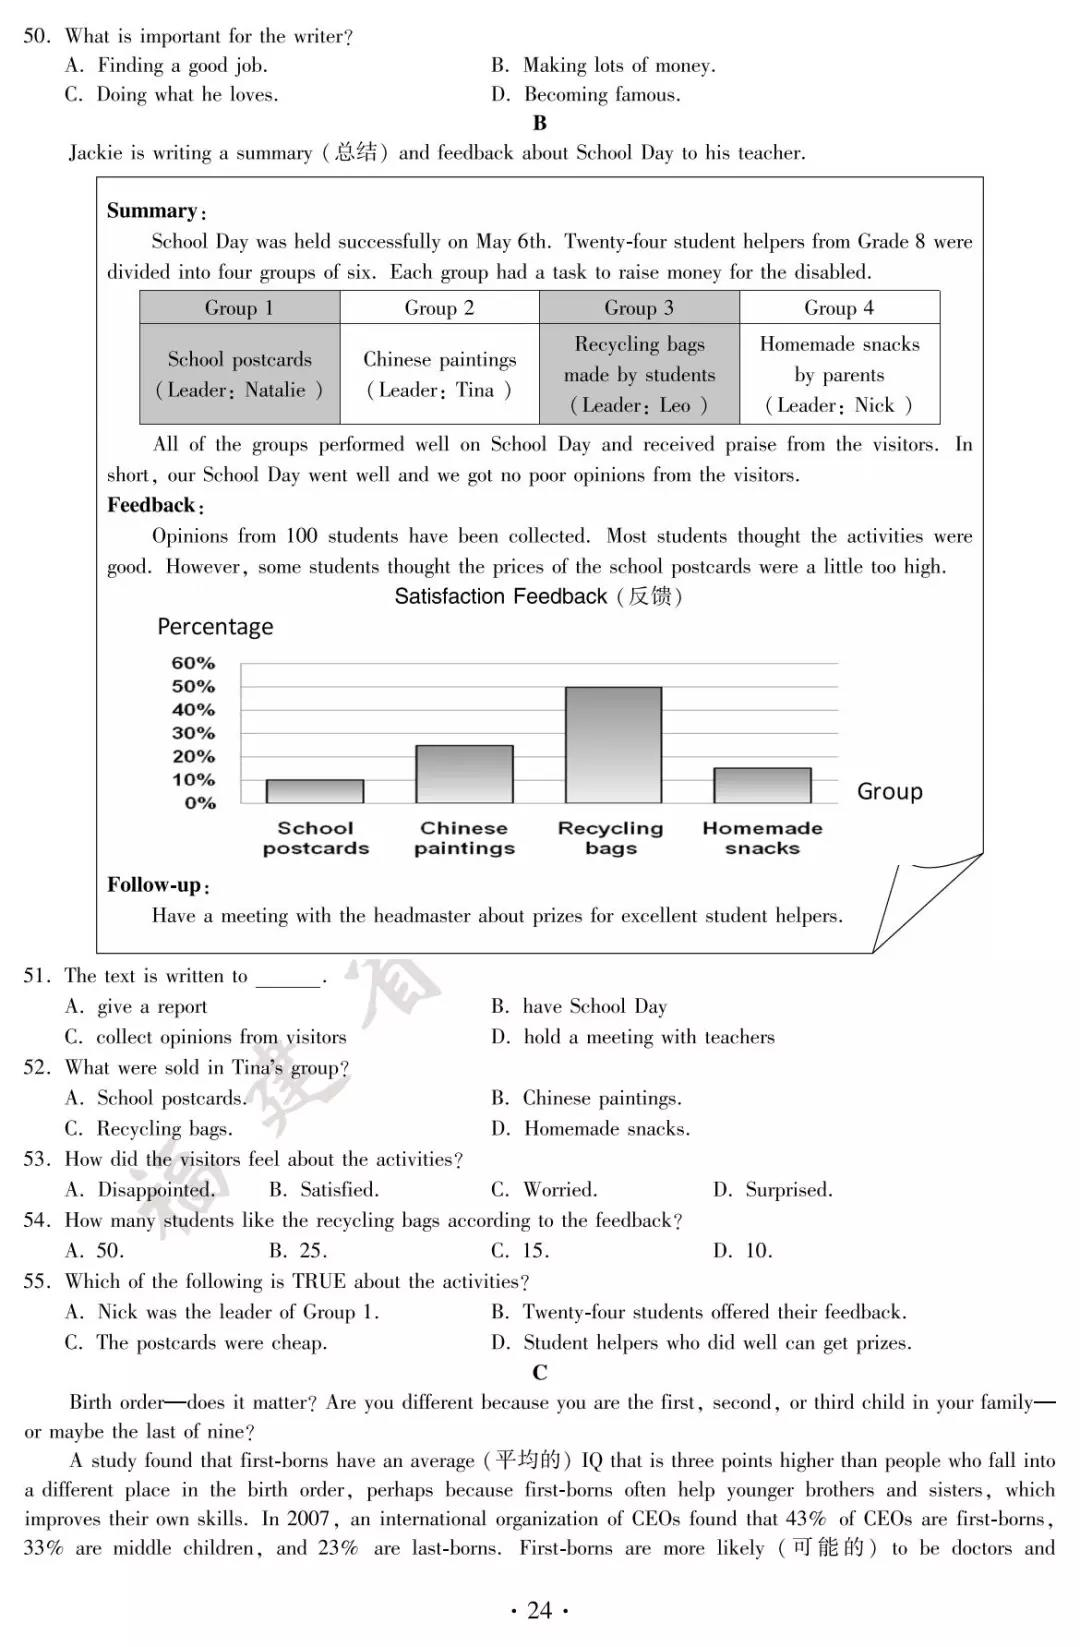 50. What is important for the writer?
A. Finding a good job.  B. Making lots of money.
C. Doing what he loves.  D. Becoming famous.
B
Jackie is writing a summary (总结) and feedback about School Day to his teacher.
Summary:
School Day was held successfully on May 6th. Twenty-four student helpers from Grade 8 were
divided into four groups of six. Each group had a task to raise money for the disabled.
Group 1  Group 2  Group 3  Group 4
School postcards (Leader: Natalie )
Chinese paintings (Leader: Tina )
Recycling bags made by students (Leader: Leo )
Homemade snacks by parents (Leader: Nick )
All of the groups performed well on School Day and received praise from the visitors. In
short, our School Day went well and we got no poor opinions from the visitors.
Feedback:
Opinions from 100 students have been collected. Most students thought the activities were
good. However, some students thought the prices of the school postcards were a little too high.
Satisfaction Feedback (反馈)
Percentage
60%
50%
40%
30%
20%
10%
0%
Group
School postcards
Chinese paintings
Recycling bags
Homemade snacks
Follow-up:
Have a meeting with the headmaster about prizes for excellent student helpers.
51. The text is written to ______.
A. give a report  B. have School Day
C. collect opinions from visitors  D. hold a meeting with teachers
52. What were sold in Tina's group?
A. School postcards.  B. Chinese paintings.
C. Recycling bags.  D. Homemade snacks.
53. How did the visitors feel about the activities?
A. Disappointed.  B. Satisfied.  C. Worried.  D. Surprised.
54. How many students like the recycling bags according to the feedback?
A. 50.  B. 25.  C. 15.  D. 10.
55. Which of the following is TRUE about the activities?
A. Nick was the leader of Group 1.  B. Twenty-four students offered their feedback.
C. The postcards were cheap.  D. Student helpers who did well can get prizes.
C
Birth order—does it matter? Are you different because you are the first, second, or third child in your family—
or maybe the last of nine?
A study found that first-borns have an average (平均的) IQ that is three points higher than people who fall into
a different place in the birth order, perhaps because first-borns often help younger brothers and sisters, which
improves their own skills. In 2007, an international organization of CEOs found that 43% of CEOs are first-borns,
33% are middle children, and 23% are last-borns. First-borns are more likely (可能的) to be doctors and
· 24 ·
福建省